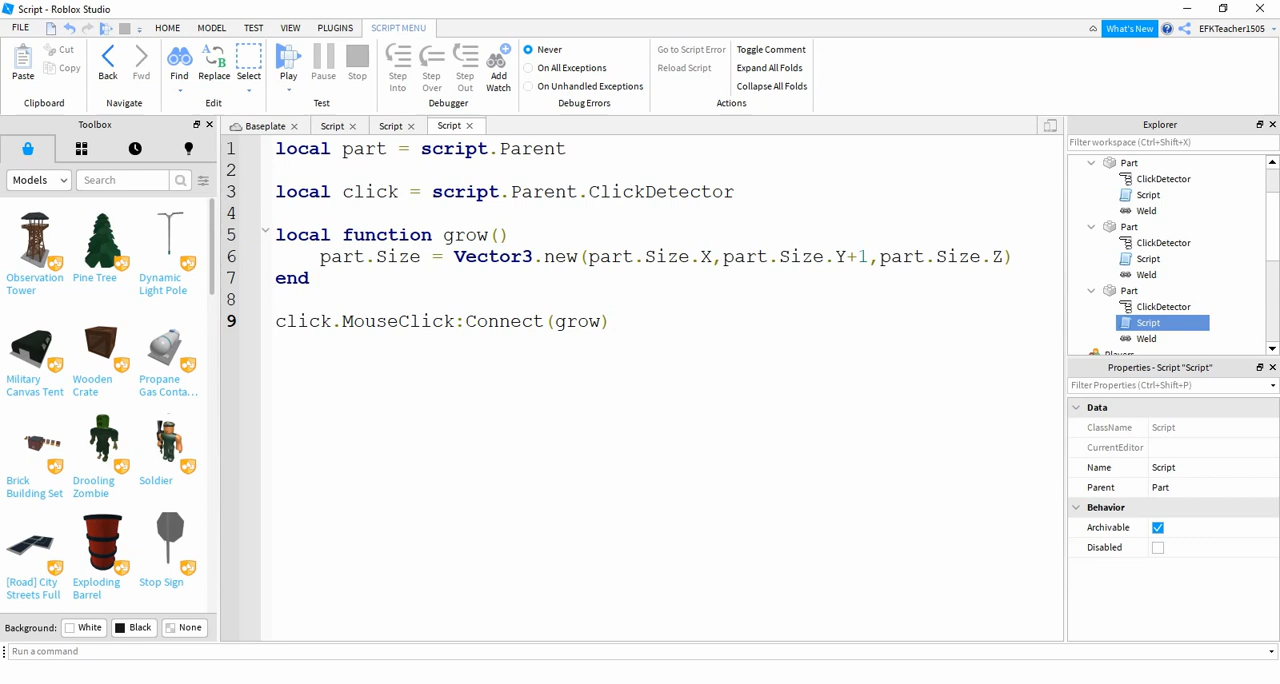 Script - Roblox Studio
FILE HOME MODEL TEST VIEW PLUGINS SCRIPT MENU What's New EFKTeacher1505
Paste Cut Copy Back Fwd Find Replace Select Play Pause Stop Step Into Step Over Step Out Add Watch
Never
On All Exceptions
On Unhandled Exceptions
Go to Script Error
Reload Script
Toggle Comment
Expand All Folds
Collapse All Folds
Clipboard Navigate Edit Test Debugger Debug Errors Actions
Toolbox
Models Search
Observation Tower
Pine Tree
Dynamic Light Pole
Military Canvas Tent
Wooden Crate
Propane Gas Conta...
Brick Building Set
Drooling Zombie
Soldier
[Road] City Streets Full
Exploding Barrel
Stop Sign
Background: White Black None
Baseplate Script Script Script
1 local part = script.Parent
2
3 local click = script.Parent.ClickDetector
4
5 local function grow()
6 part.Size = Vector3.new(part.Size.X,part.Size.Y+1,part.Size.Z)
7 end
8
9 click.MouseClick:Connect(grow)
Explorer
Filter workspace (Ctrl+Shift+X)
Part
ClickDetector
Script
Weld
Part
ClickDetector
Script
Weld
Part
ClickDetector
Script
Weld
Players
Properties - Script "Script"
Filter Properties (Ctrl+Shift+P)
Data
ClassName Script
CurrentEditor
Name Script
Parent Part
Behavior
Archivable
Disabled
Run a command